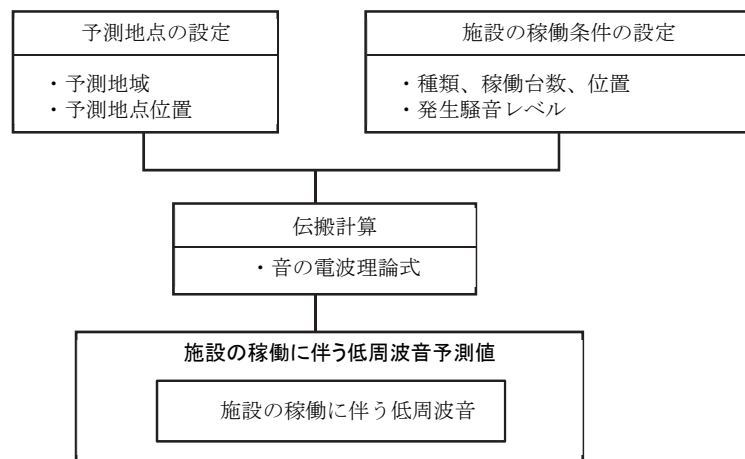 予測地点の設定
・予測地域
・予測地点位置
施設の稼働条件の設定
・種類、稼働台数、位置
・発生騒音レベル
伝搬計算
・音の電波理論式
施設の稼働に伴う低周波音予測値
施設の稼働に伴う低周波音